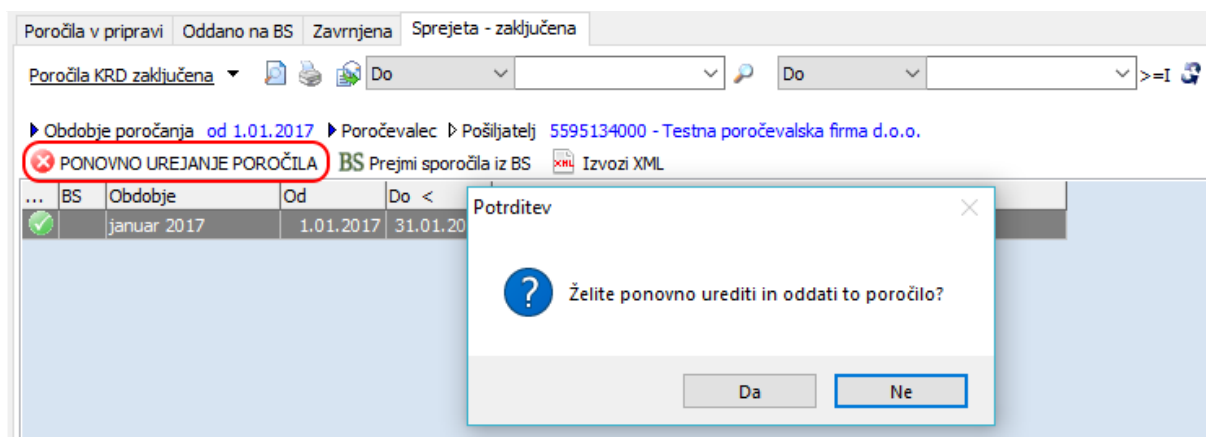 Poročila v pripravi Oddano na BS Zavrnjena Sprejeta - zaključena
Poročila KRD zaključena Do Do >=I
Obdobje poročanja od 1.01.2017 Poročevalec Pošiljatelj 5595134000 - Testna poročevalska firma d.o.o.
PONOVNO UREJANJE POROČILA BS Prejmi sporočila iz BS XML Izvozi XML
... BS Obdobje Od Do <
januar 2017 1.01.2017 31.01.20
Potrditev
Želite ponovno urediti in oddati to poročilo?
Da Ne